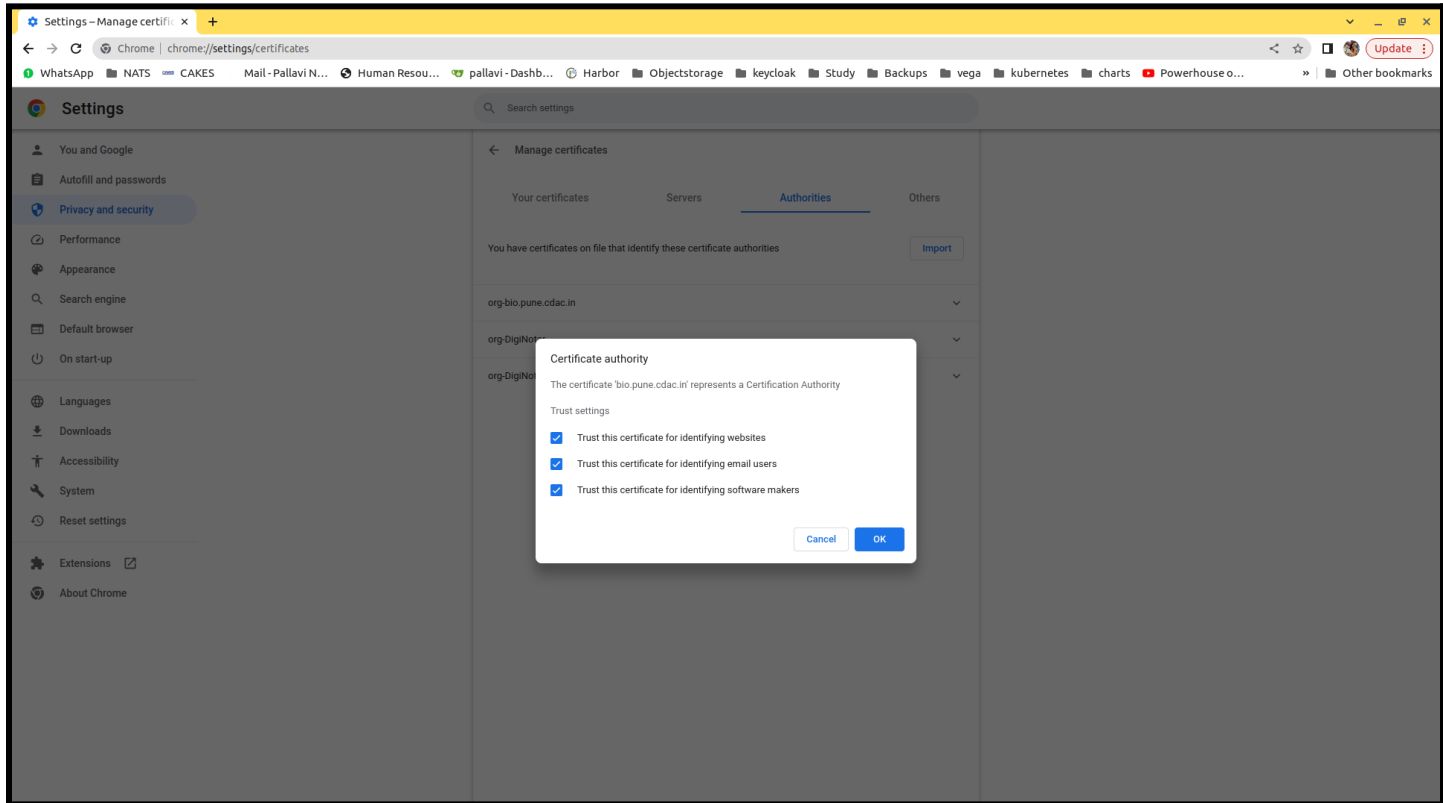 Settings – Manage certific
Chrome | chrome://settings/certificates
Update
WhatsApp NATS CAKES Mail - Pallavi N... Human Resou... pallavi - Dashb... Harbor Objectstorage keycloak Study Backups vega kubernetes charts Powerhouse o... » Other bookmarks
Settings
Search settings
You and Google
Autofill and passwords
Privacy and security
Performance
Appearance
Search engine
Default browser
On start-up
Languages
Downloads
Accessibility
System
Reset settings
Extensions
About Chrome
Manage certificates
Your certificates Servers Authorities Others
You have certificates on file that identify these certificate authorities
Import
org-bio.pune.cdac.in
org-DigiNotar
org-DigiNot
Certificate authority
The certificate 'bio.pune.cdac.in' represents a Certification Authority
Trust settings
Trust this certificate for identifying websites
Trust this certificate for identifying email users
Trust this certificate for identifying software makers
Cancel OK